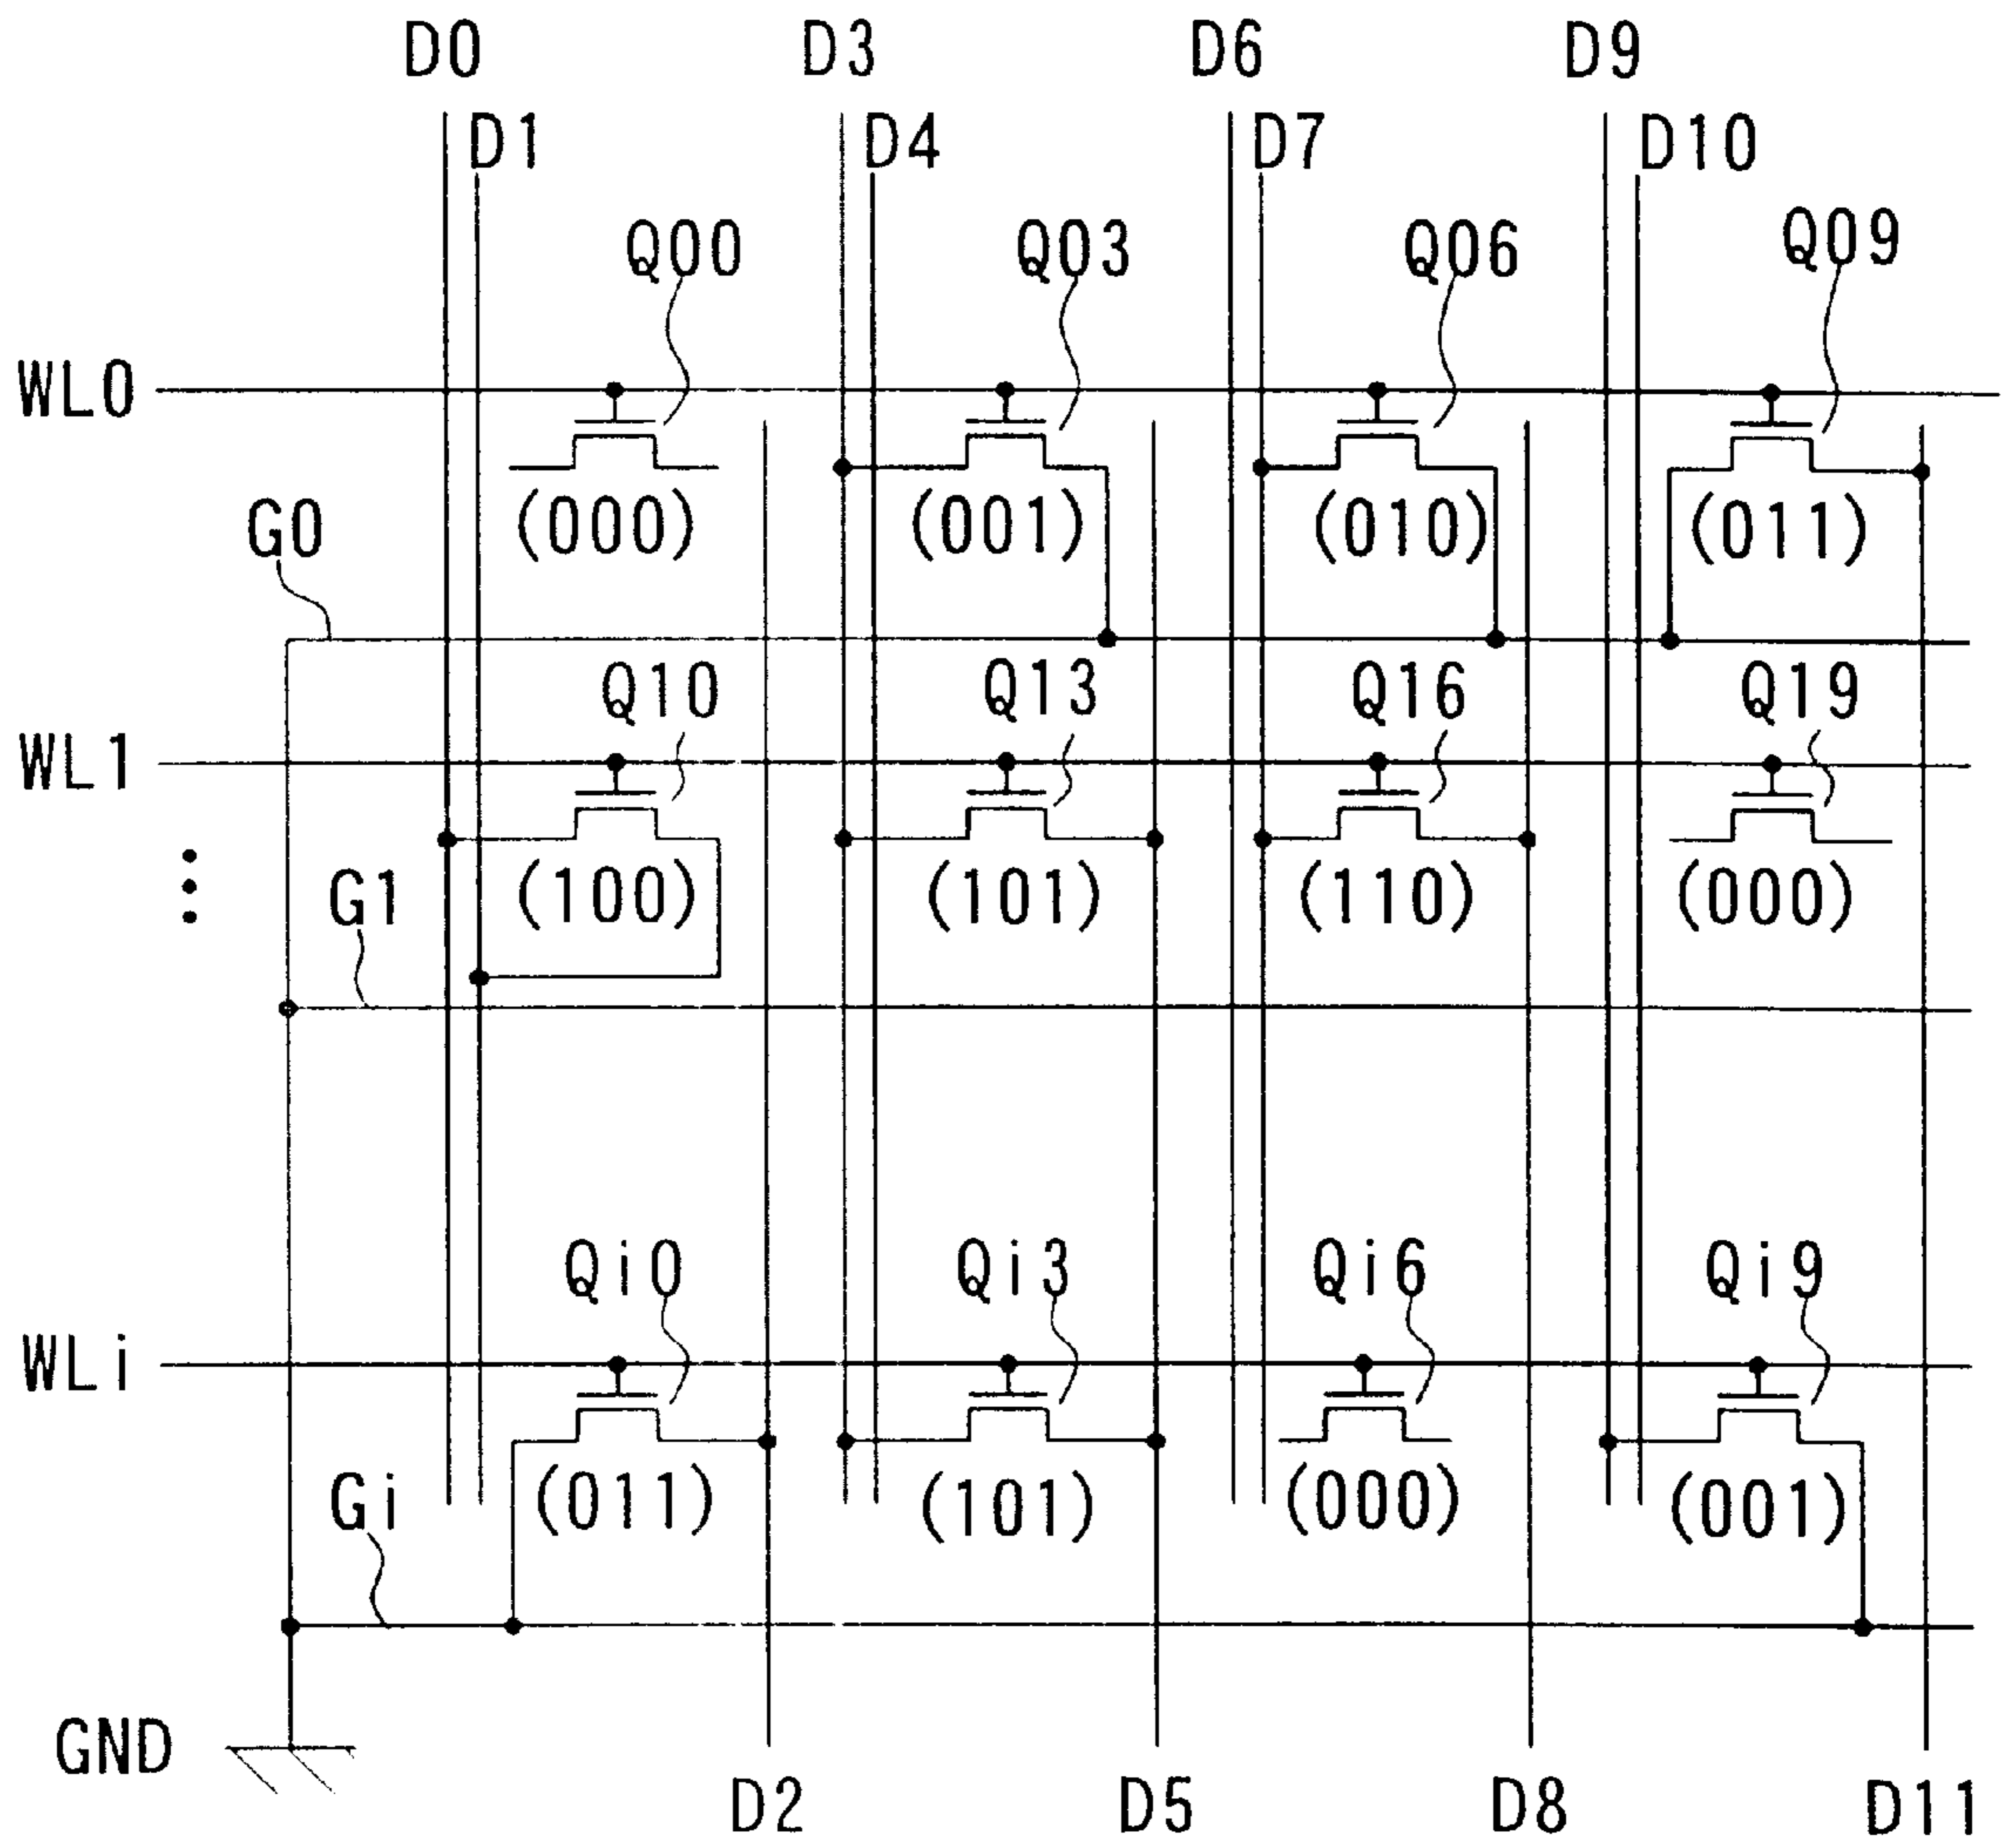 D0 D3 D6 D9
D1 D4 D7 D10
Q00 Q03 Q06 Q09
WL0
(000) (001) (010) (011)
G0
Q10 Q13 Q16 Q19
WL1
(100) (101) (110) (000)
G1
Qi0 Qi3 Qi6 Qi9
WLi
(011) (101) (000) (001)
Gi
GND
D2 D5 D8 D11